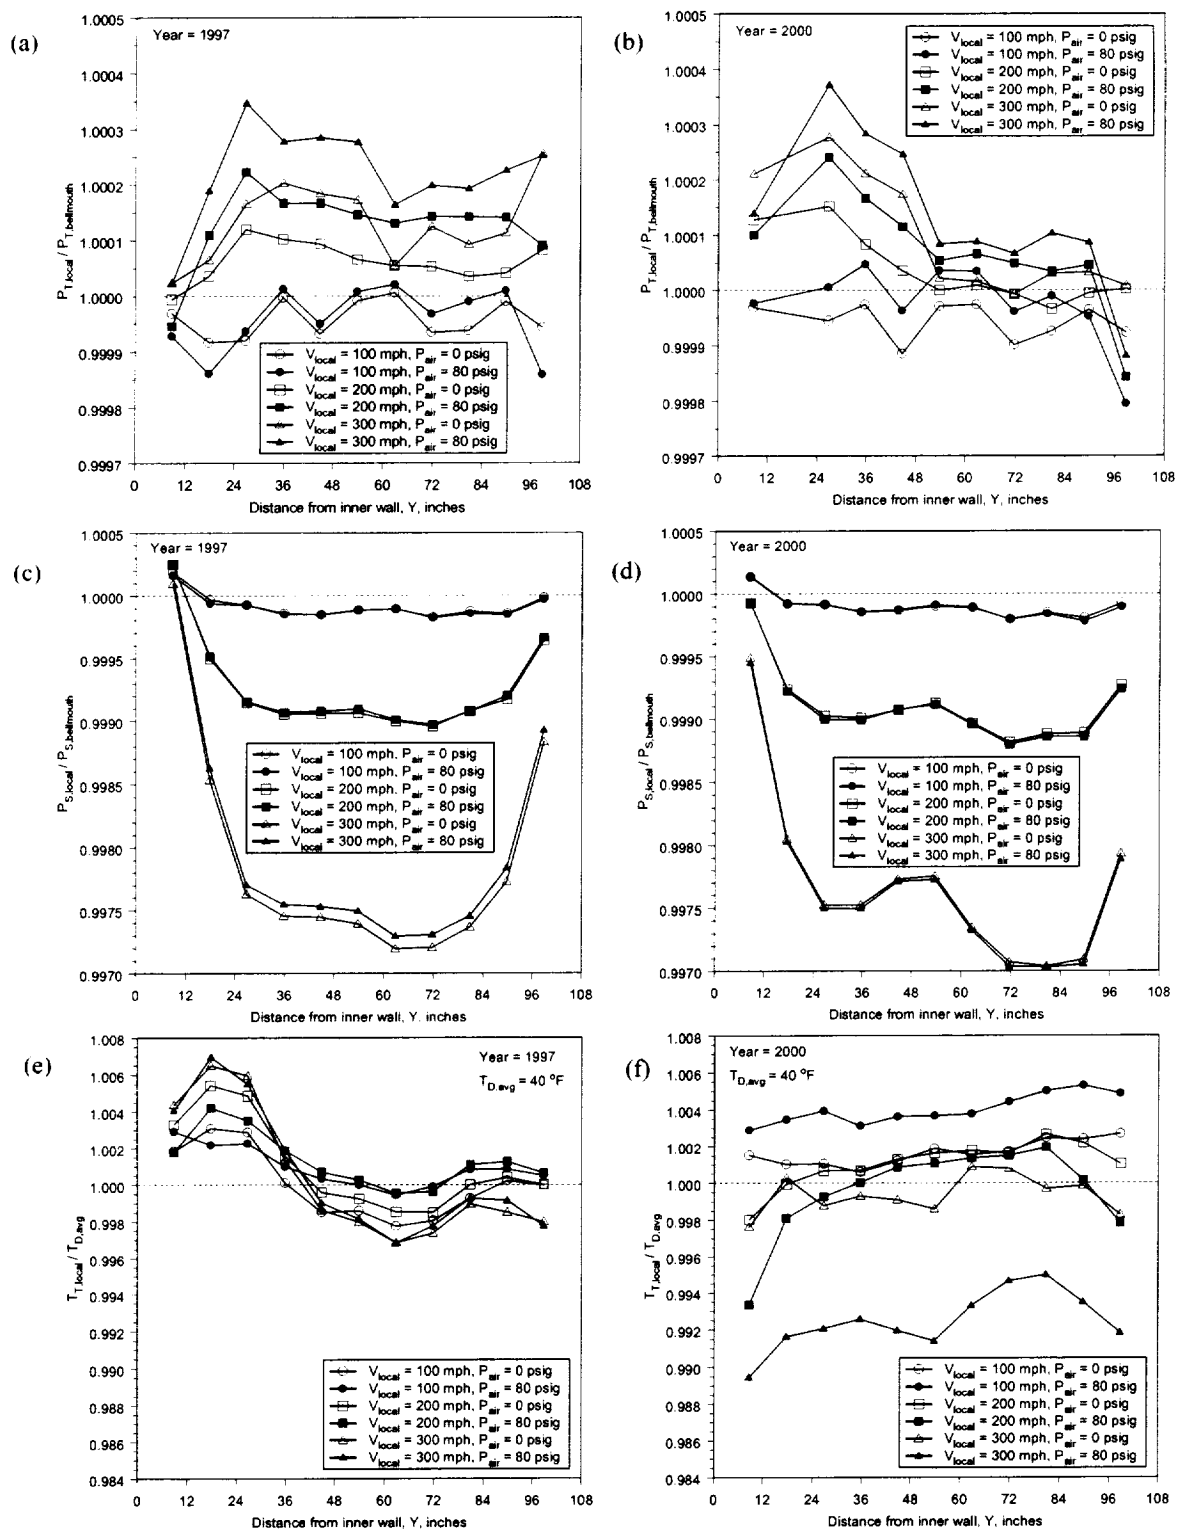 (a)
Year = 1997
1.0005
1.0004
1.0003
1.0002
1.0001
1.0000
0.9999
0.9998
0.9997
P_T,local / P_T,bellmouth
V_local = 100 mph, P_air = 0 psig
V_local = 100 mph, P_air = 80 psig
V_local = 200 mph, P_air = 0 psig
V_local = 200 mph, P_air = 80 psig
V_local = 300 mph, P_air = 0 psig
V_local = 300 mph, P_air = 80 psig
0 12 24 36 48 60 72 84 96 108
Distance from inner wall, Y, inches
(b)
Year = 2000
1.0005
1.0004
1.0003
1.0002
1.0001
1.0000
0.9999
0.9998
0.9997
P_T,local / P_T,bellmouth
V_local = 100 mph, P_air = 0 psig
V_local = 100 mph, P_air = 80 psig
V_local = 200 mph, P_air = 0 psig
V_local = 200 mph, P_air = 80 psig
V_local = 300 mph, P_air = 0 psig
V_local = 300 mph, P_air = 80 psig
0 12 24 36 48 60 72 84 96 108
Distance from inner wall, Y, inches
(c)
Year = 1997
1.0005
1.0000
0.9995
0.9990
0.9985
0.9980
0.9975
0.9970
P_S,local / P_S,bellmouth
V_local = 100 mph, P_air = 0 psig
V_local = 100 mph, P_air = 80 psig
V_local = 200 mph, P_air = 0 psig
V_local = 200 mph, P_air = 80 psig
V_local = 300 mph, P_air = 0 psig
V_local = 300 mph, P_air = 80 psig
0 12 24 36 48 60 72 84 96 108
Distance from inner wall, Y, inches
(d)
Year = 2000
1.0005
1.0000
0.9995
0.9990
0.9985
0.9980
0.9975
0.9970
P_S,local / P_S,bellmouth
V_local = 100 mph, P_air = 0 psig
V_local = 100 mph, P_air = 80 psig
V_local = 200 mph, P_air = 0 psig
V_local = 200 mph, P_air = 80 psig
V_local = 300 mph, P_air = 0 psig
V_local = 300 mph, P_air = 80 psig
0 12 24 36 48 60 72 84 96 108
Distance from inner wall, Y, inches
(e)
Year = 1997
T_D,avg = 40 °F
1.008
1.006
1.004
1.002
1.000
0.998
0.996
0.994
0.992
0.990
0.988
0.986
0.984
T_T,local / T_D,avg
V_local = 100 mph, P_air = 0 psig
V_local = 100 mph, P_air = 80 psig
V_local = 200 mph, P_air = 0 psig
V_local = 200 mph, P_air = 80 psig
V_local = 300 mph, P_air = 0 psig
V_local = 300 mph, P_air = 80 psig
0 12 24 36 48 60 72 84 96 108
Distance from inner wall, Y, inches
(f)
Year = 2000
T_D,avg = 40 °F
1.008
1.006
1.004
1.002
1.000
0.998
0.996
0.994
0.992
0.990
0.988
0.986
0.984
T_T,local / T_D,avg
V_local = 100 mph, P_air = 0 psig
V_local = 100 mph, P_air = 80 psig
V_local = 200 mph, P_air = 0 psig
V_local = 200 mph, P_air = 80 psig
V_local = 300 mph, P_air = 0 psig
V_local = 300 mph, P_air = 80 psig
0 12 24 36 48 60 72 84 96 108
Distance from inner wall, Y, inches